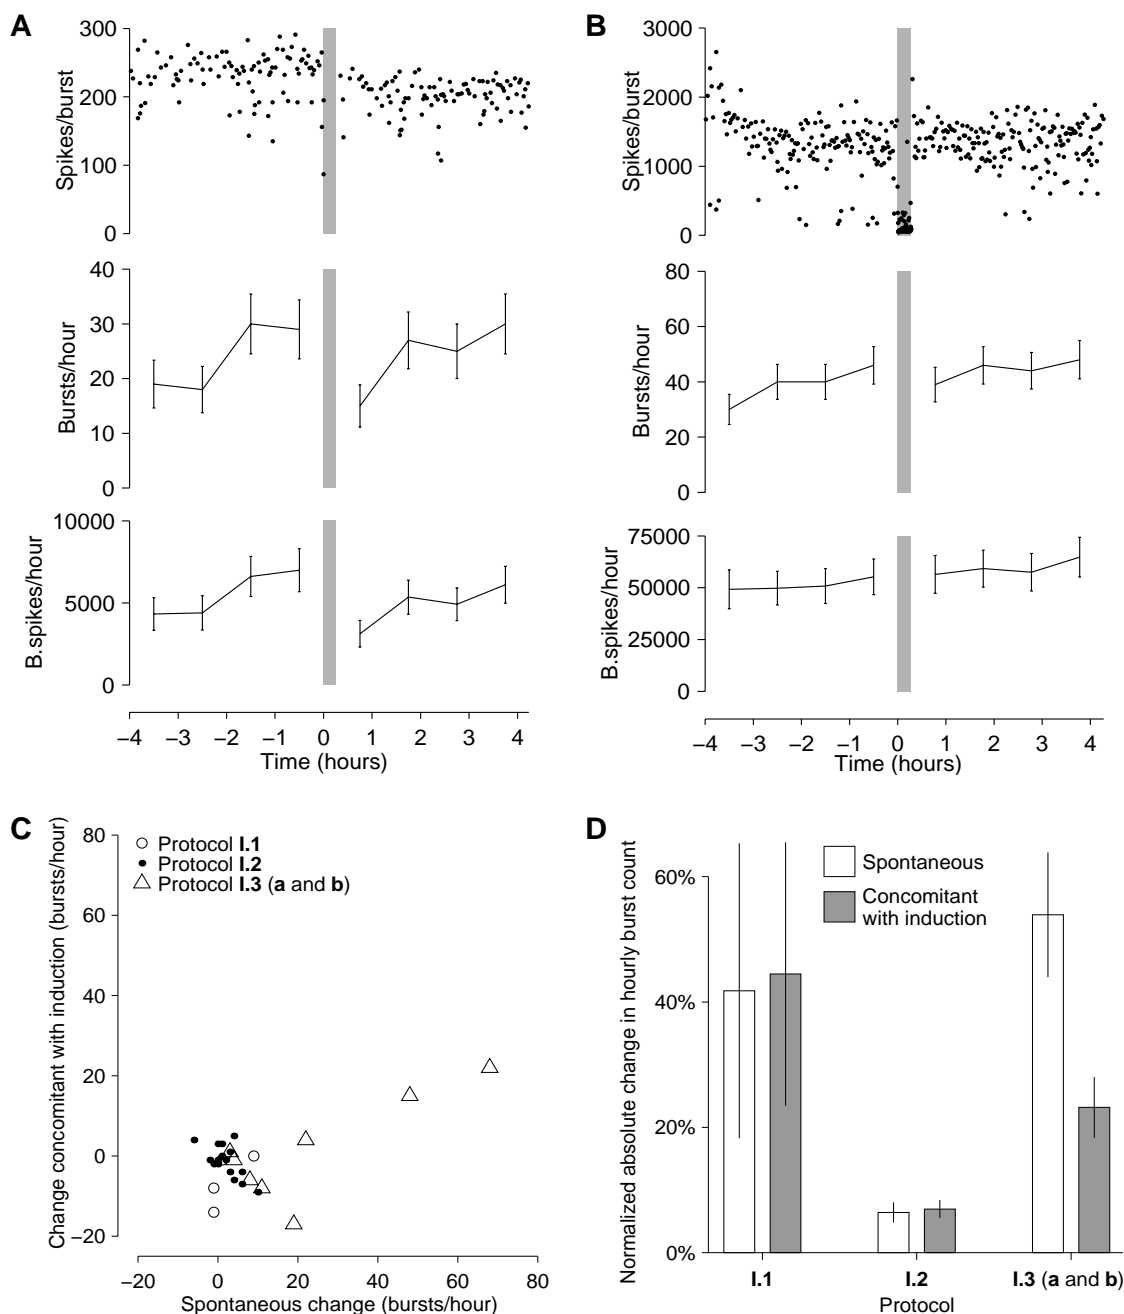 A
300
200
100
0
Spikes/burst
40
30
20
10
0
Bursts/hour
10000
5000
0
B.spikes/hour
−4 −3 −2 −1 0 1 2 3 4
Time (hours)
B
3000
2000
1000
0
Spikes/burst
80
60
40
20
0
Bursts/hour
75000
50000
25000
0
B.spikes/hour
−4 −3 −2 −1 0 1 2 3 4
Time (hours)
C
Change concomitant with induction (bursts/hour)
80
60
40
20
0
−20
Protocol I.1
Protocol I.2
Protocol I.3 (a and b)
−20 0 20 40 60 80
Spontaneous change (bursts/hour)
D
Normalized absolute change in hourly burst count
60%
40%
20%
0%
Spontaneous
Concomitant
with induction
I.1 I.2 I.3 (a and b)
Protocol